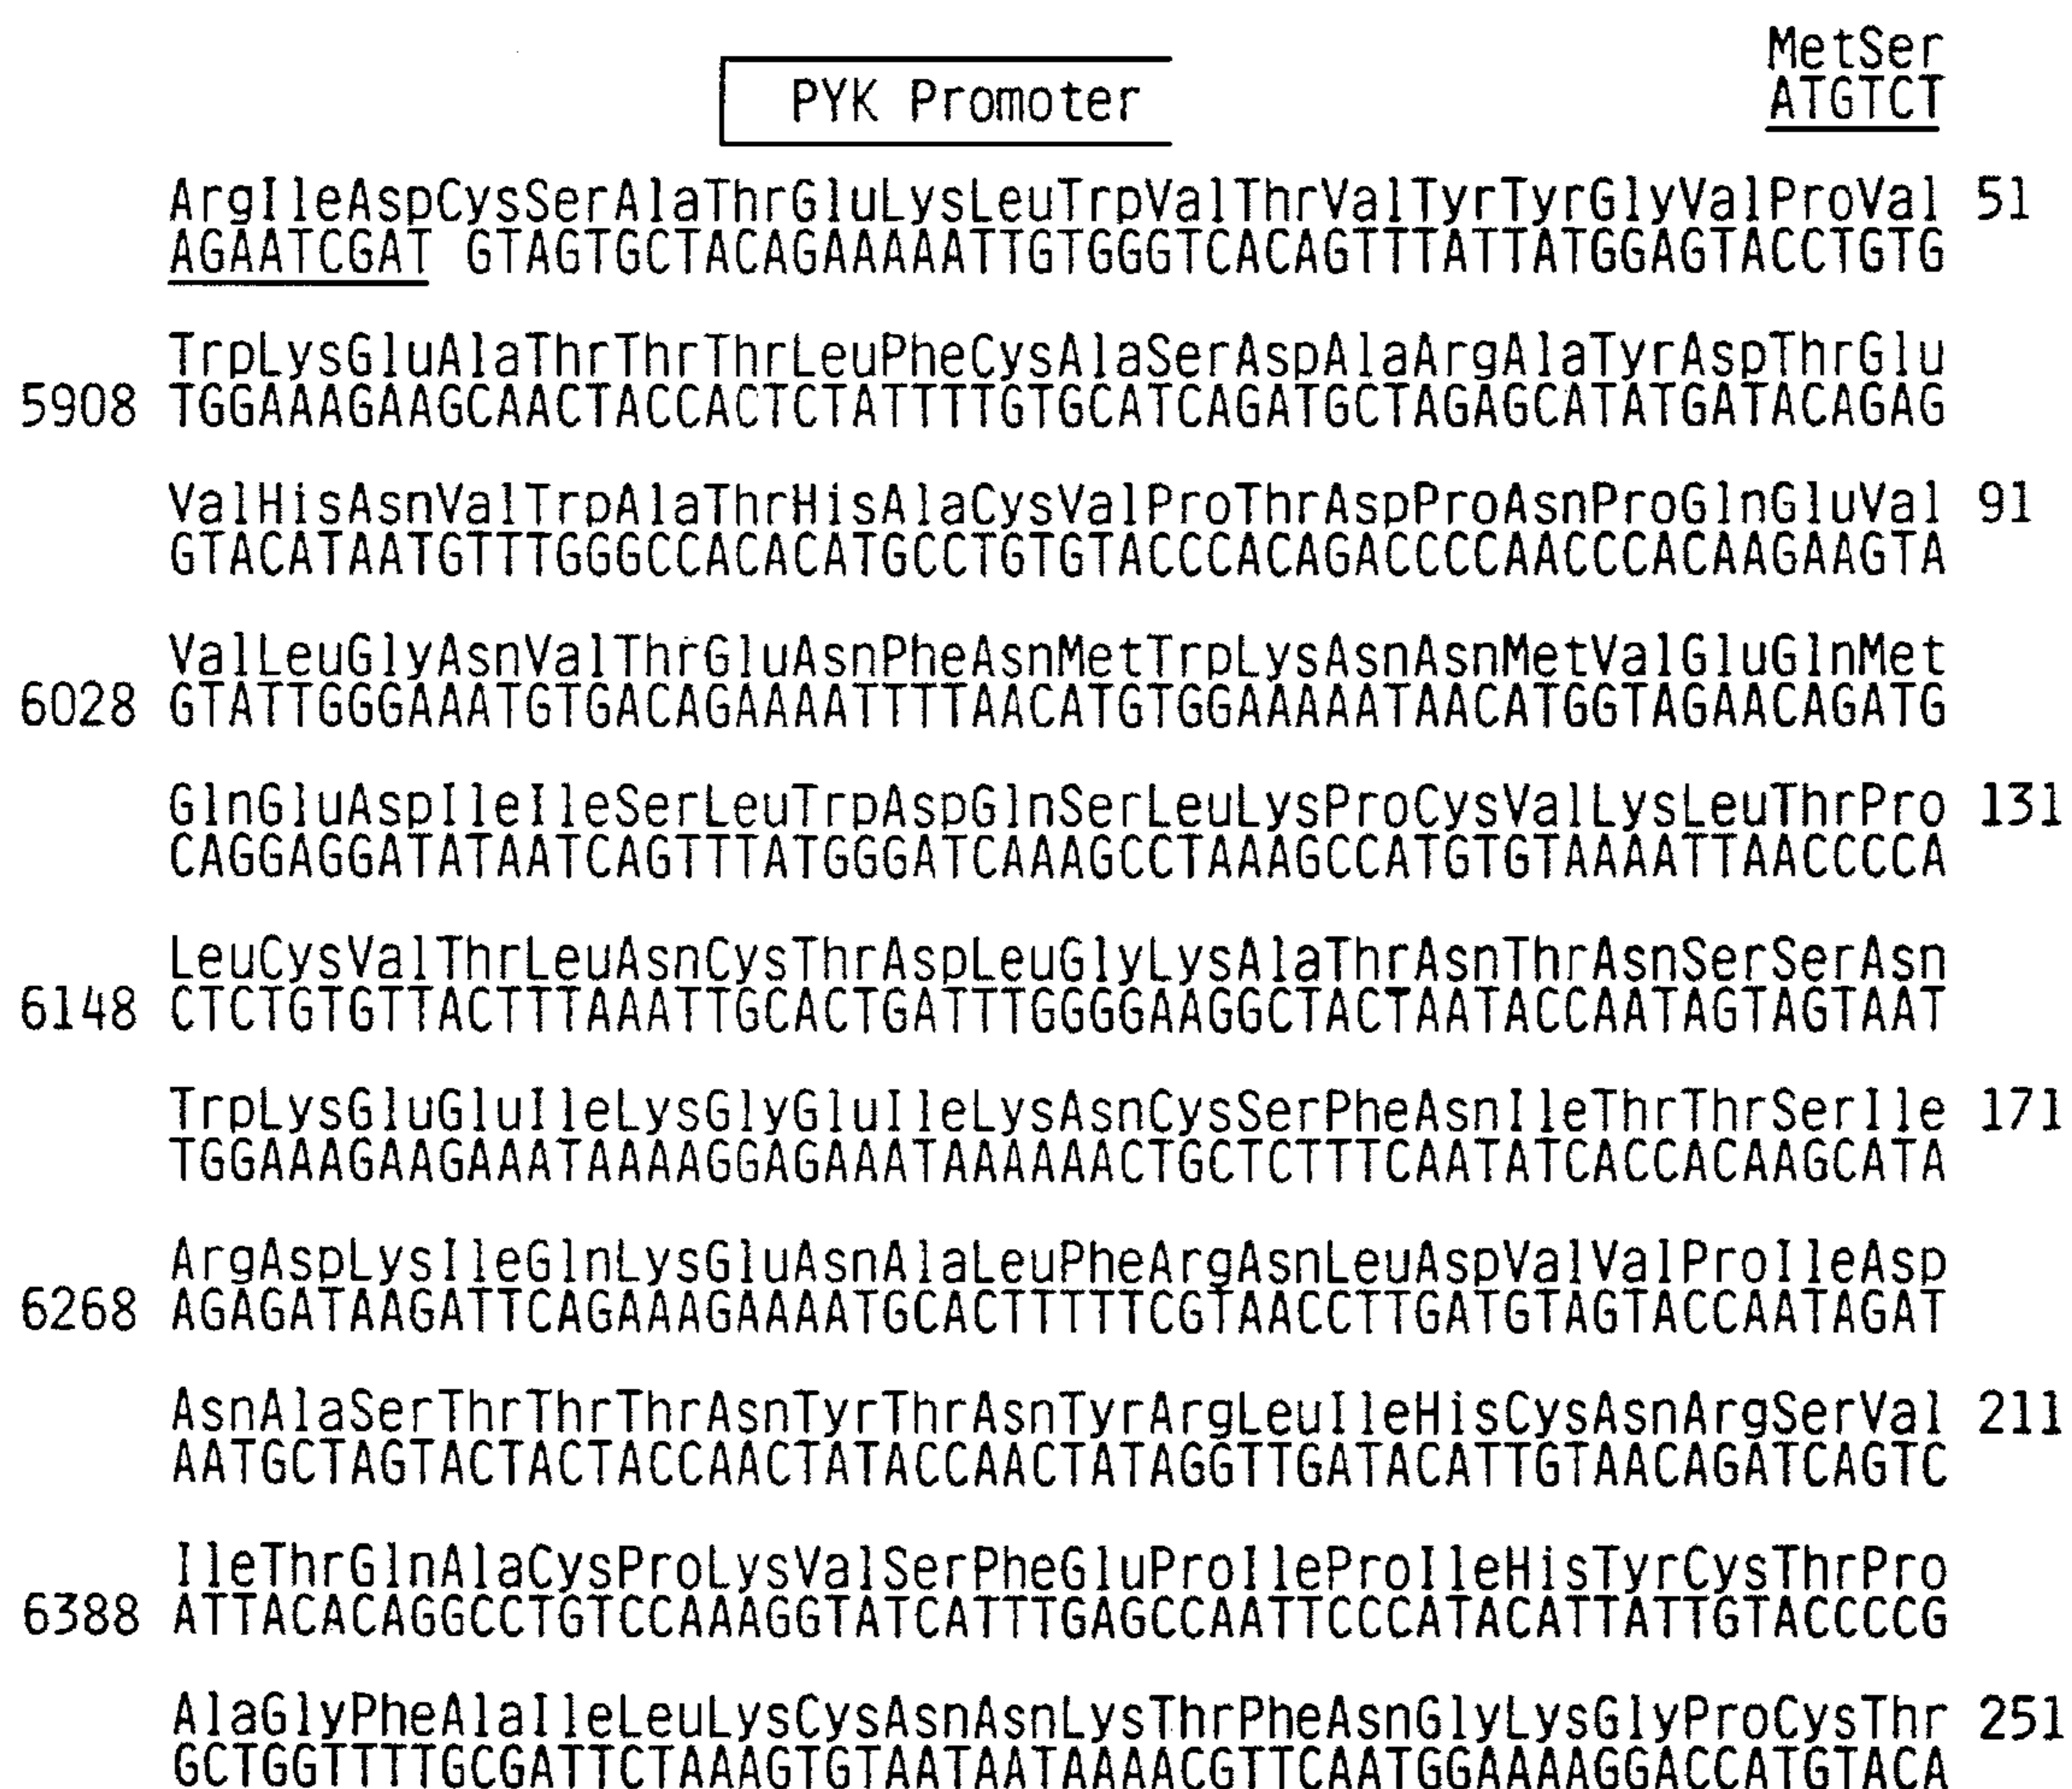 MetSer
PYK Promoter ATGTCT
ArgIleAspCysSerAlaThrGluLysLeuTrpValThrValTyrTyrGlyValProVal 51
AGAATCGAT GTAGTGCTACAGAAAAATTGTGGGTCACAGTTTATTATGGAGTACCTGTG
TrpLysGluAlaThrThrThrLeuPheCysAlaSerAspAlaArgAlaTyrAspThrGlu
5908 TGGAAAGAAGCAACTACCACTCTATTTTGTGCATCAGATGCTAGAGCATATGATACAGAG
ValHisAsnValTrpAlaThrHisAlaCysValProThrAspProAsnProGlnGluVal 91
GTACATAATGTTTGGGCCACACATGCCTGTGTACCCACAGACCCCAACCCACAAGAAGTA
ValLeuGlyAsnValThrGluAsnPheAsnMetTrpLysAsnAsnMetValGluGlnMet
6028 GTATTGGGAAATGTGACAGAAAATTTTAACATGTGGAAAAATAACATGGTAGAACAGATG
GlnGluAspIleIleSerLeuTrpAspGlnSerLeuLysProCysValLysLeuThrPro 131
CAGGAGGATATAATCAGTTTATGGGATCAAAGCCTAAAGCCATGTGTAAAATTAACCCCA
LeuCysValThrLeuAsnCysThrAspLeuGlyLysAlaThrAsnThrAsnSerSerAsn
6148 CTCTGTGTTACTTTAAATTGCACTGATTTGGGGAAGGCTACTAATACCAATAGTAGTAAT
TrpLysGluGluIleLysGlyGluIleLysAsnCysSerPheAsnIleThrThrSerIle 171
TGGAAAGAAGAAATAAAAGGAGAAATAAAAAACTGCTCTTTCAATATCACCACAAGCATA
ArgAspLysIleGlnLysGluAsnAlaLeuPheArgAsnLeuAspValValProIleAsp
6268 AGAGATAAGATTCAGAAAGAAAATGCACTTTTTCGTAACCTTGATGTAGTACCAATAGAT
AsnAlaSerThrThrThrAsnTyrThrAsnTyrArgLeuIleHisCysAsnArgSerVal 211
AATGCTAGTACTACTACCAACTATACCAACTATAGGTTGATACATTGTAACAGATCAGTC
IleThrGlnAlaCysProLysValSerPheGluProIleProIleHisTyrCysThrPro
6388 ATTACACAGGCCTGTCCAAAGGTATCATTTGAGCCAATTCCCATACATTATTGTACCCCG
AlaGlyPheAlaIleLeuLysCysAsnAsnLysThrPheAsnGlyLysGlyProCysThr 251
GCTGGTTTTGCGATTCTAAAGTGTAATAATAAAACGTTCAATGGAAAAGGACCATGTACA